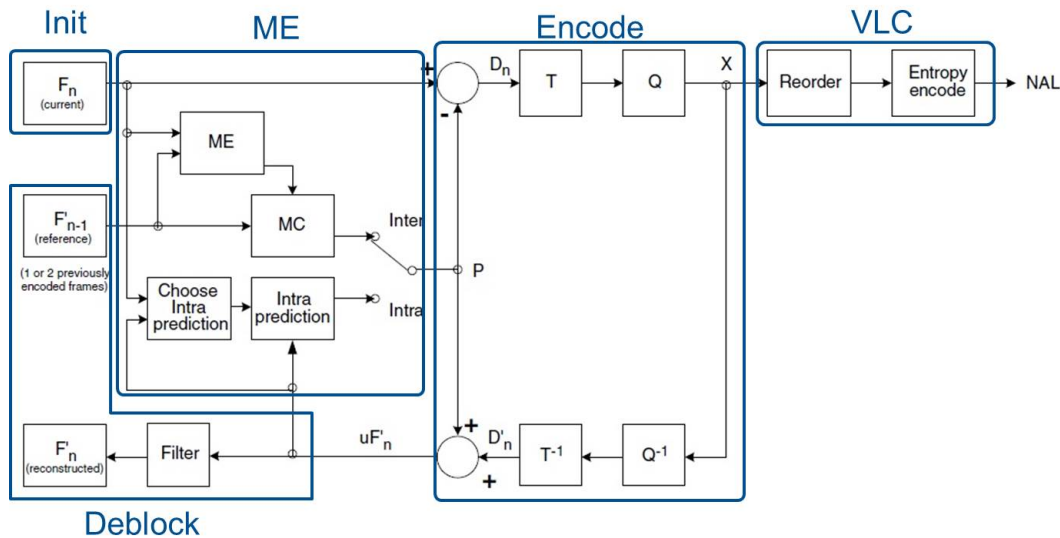 Init
ME
Encode
VLC
Fn
(current)
+
-
Dn
T
Q
X
Reorder
Entropy
encode
NAL
ME
F'n-1
(reference)
(1 or 2 previously
encoded frames)
MC
Inter
P
Choose
Intra
prediction
Intra
prediction
Intra
F'n
(reconstructed)
Filter
uF'n
+
+
D'n
T-1
Q-1
Deblock